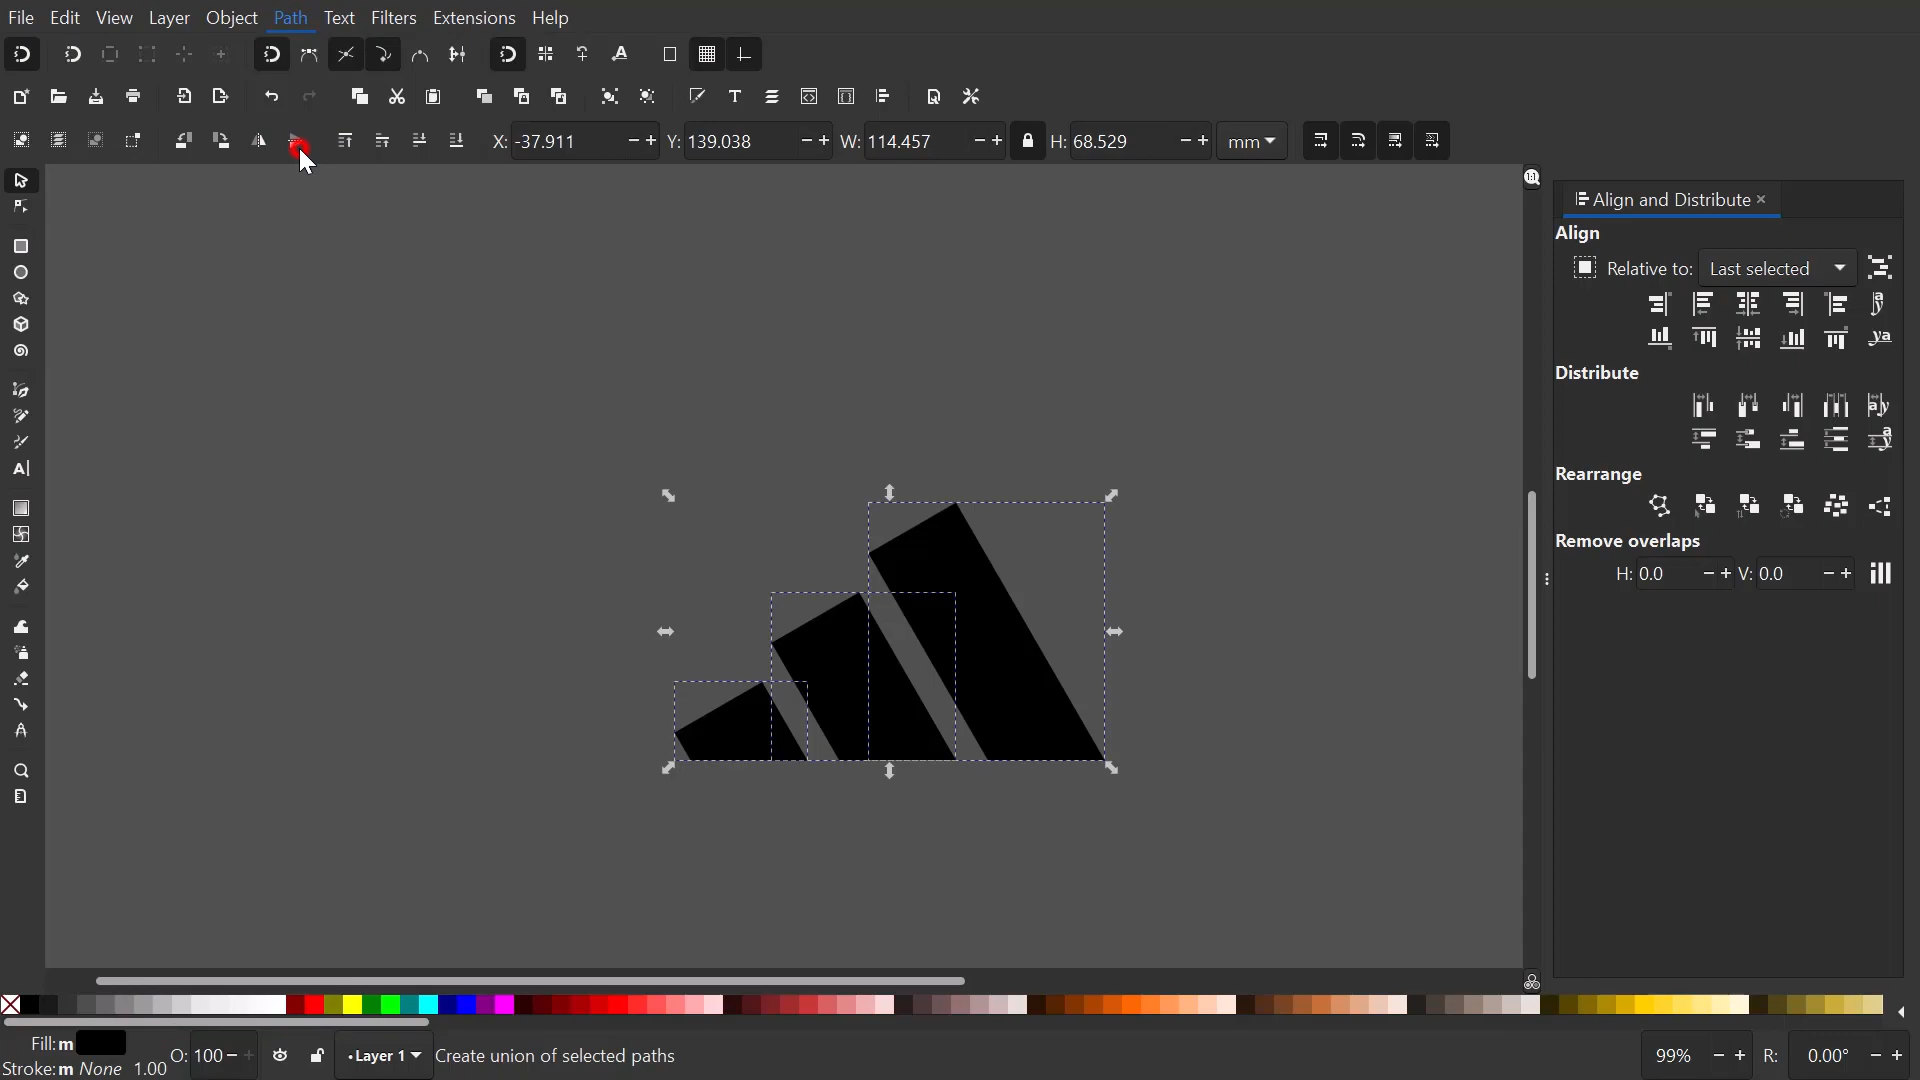 File Edit View Layer Object Path Text Filters Extensions Help
X: -37.911 Y: 139.038 W: 114.457 H: 68.529 mm
Align and Distribute
Align
Relative to: Last selected
Distribute
Rearrange
Remove overlaps
H: 0.0 V: 0.0
Fill: m O: 100 Layer 1 Create union of selected paths 99% R: 0.00°
Stroke: m None 1.00